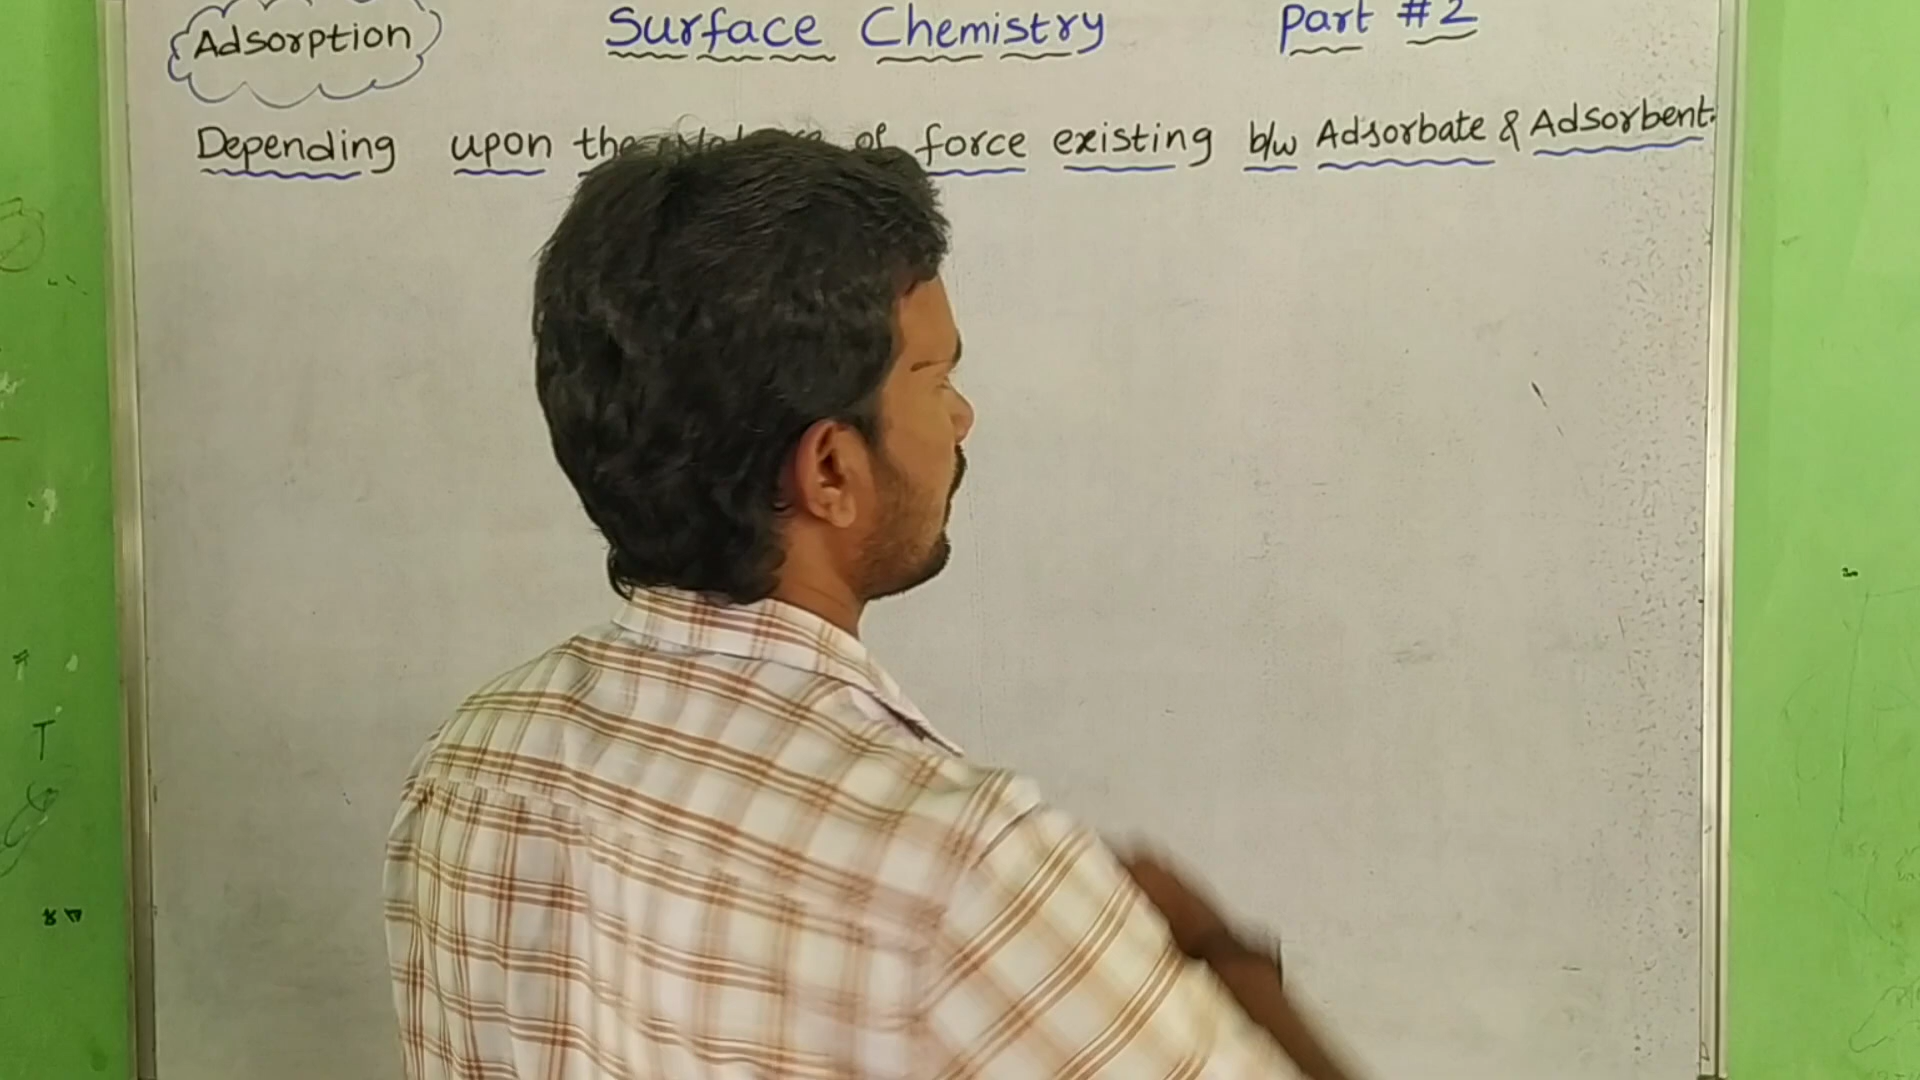 Adsorption Surface Chemistry Part #2
Depending upon the Nature of force existing b/w Adsorbate & Adsorbent.
T